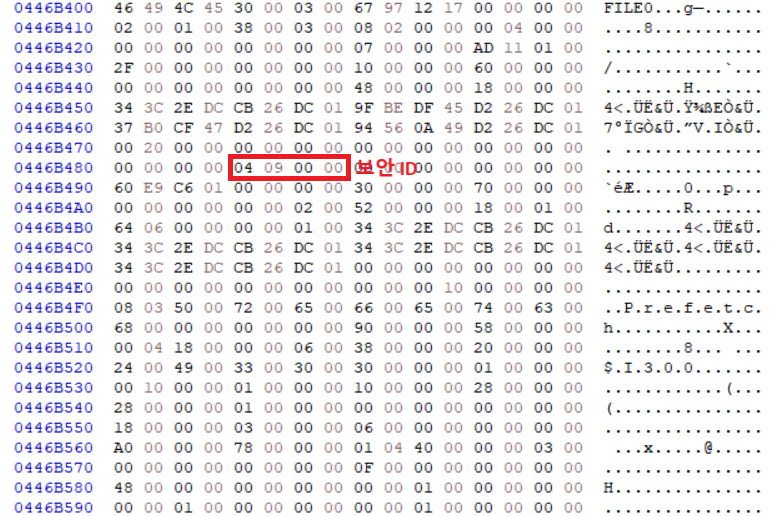 0446B400 46 49 4C 45 30 00 03 00 67 97 12 17 00 00 00 00 FILE0...g—......
0446B410 02 00 01 00 38 00 03 00 08 02 00 00 00 04 00 00 ....8...........
0446B420 00 00 00 00 00 00 00 00 07 00 00 00 AD 11 01 00 ................
0446B430 2F 00 00 00 00 00 00 00 10 00 00 00 60 00 00 00 /...........`...
0446B440 00 00 00 00 00 00 00 00 48 00 00 00 18 00 00 00 ........H.......
0446B450 34 3C 2E DC CB 26 DC 01 9F BE DF 45 D2 26 DC 01 4<.ÜË&Ü.Ÿ¾ßEÒ&Ü.
0446B460 37 B0 CF 47 D2 26 DC 01 94 56 0A 49 D2 26 DC 01 7°ÏGÒ&Ü.”V.IÒ&Ü.
0446B470 00 20 00 00 00 00 00 00 00 00 00 00 00 00 00 00 . ..............
0446B480 00 00 00 00 04 09 00 00 보안 ID 00 00 00 00 00 ................
0446B490 60 E9 C6 01 00 00 00 00 30 00 00 00 70 00 00 00 `éÆ.....0...p...
0446B4A0 00 00 00 00 00 00 02 00 52 00 00 00 18 00 01 00 ........R.......
0446B4B0 64 06 00 00 00 00 01 00 34 3C 2E DC CB 26 DC 01 d.......4<.ÜË&Ü.
0446B4C0 34 3C 2E DC CB 26 DC 01 34 3C 2E DC CB 26 DC 01 4<.ÜË&Ü.4<.ÜË&Ü.
0446B4D0 34 3C 2E DC CB 26 DC 01 00 00 00 00 00 00 00 00 4<.ÜË&Ü.........
0446B4E0 00 00 00 00 00 00 00 00 00 00 00 10 00 00 00 00 ................
0446B4F0 08 03 50 00 72 00 65 00 66 00 65 00 74 00 63 00 ..P.r.e.f.e.t.c.
0446B500 68 00 00 00 00 00 00 00 90 00 00 00 58 00 00 00 h...........X...
0446B510 00 04 18 00 00 00 06 00 38 00 00 00 20 00 00 00 ........8... ...
0446B520 24 00 49 00 33 00 30 00 30 00 00 00 01 00 00 00 $.I.3.0.0.......
0446B530 00 10 00 00 01 00 00 00 10 00 00 00 28 00 00 00 ............(...
0446B540 28 00 00 00 01 00 00 00 00 00 00 00 00 00 00 00 (...............
0446B550 18 00 00 00 03 00 00 00 06 00 00 00 00 00 00 00 ................
0446B560 A0 00 00 00 78 00 00 00 01 04 40 00 00 00 03 00 ...x.....@.....
0446B570 00 00 00 00 00 00 00 00 0F 00 00 00 00 00 00 00 ................
0446B580 48 00 00 00 00 00 00 00 00 00 01 00 00 00 00 00 H...............
0446B590 00 00 01 00 00 00 00 00 00 00 01 00 00 00 00 00 ................